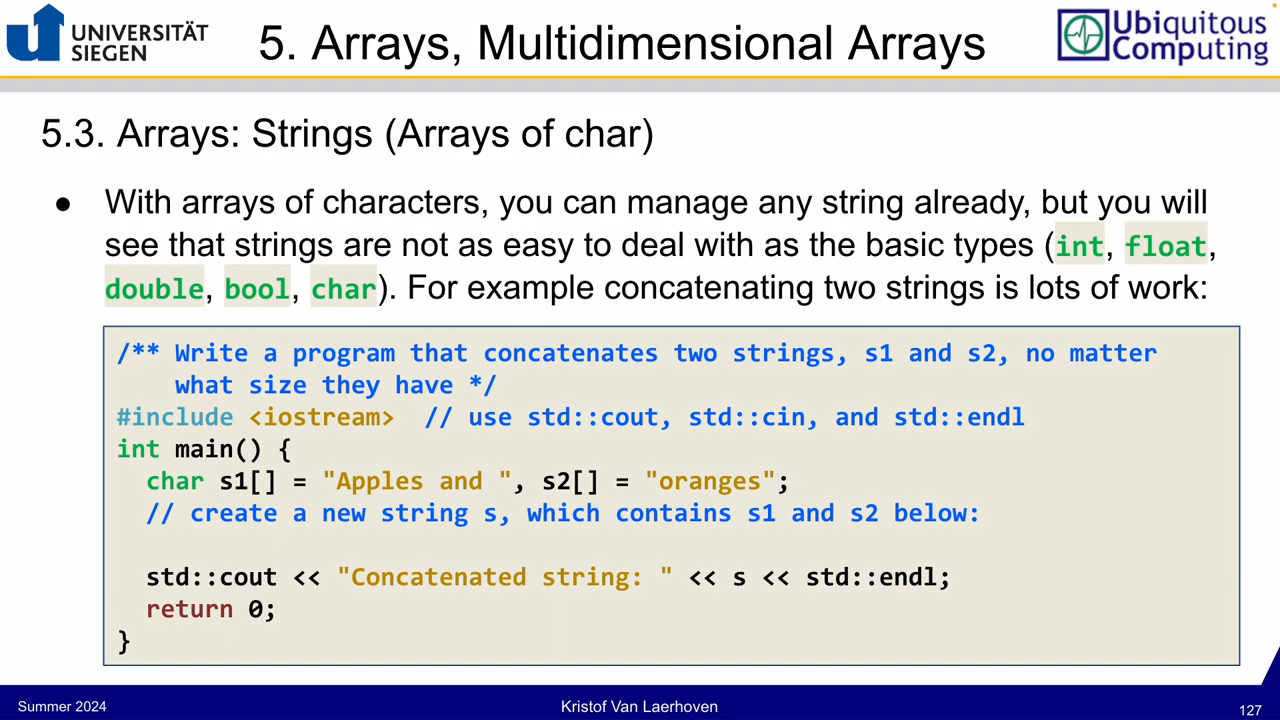 UNIVERSITÄT
SIEGEN
5. Arrays, Multidimensional Arrays
Ubiquitous
Computing
5.3. Arrays: Strings (Arrays of char)
● With arrays of characters, you can manage any string already, but you will
see that strings are not as easy to deal with as the basic types (int, float,
double, bool, char). For example concatenating two strings is lots of work:
/** Write a program that concatenates two strings, s1 and s2, no matter
    what size they have */
#include <iostream>  // use std::cout, std::cin, and std::endl
int main() {
  char s1[] = "Apples and ", s2[] = "oranges";
  // create a new string s, which contains s1 and s2 below:
  std::cout << "Concatenated string: " << s << std::endl;
  return 0;
}
Summer 2024
Kristof Van Laerhoven
127